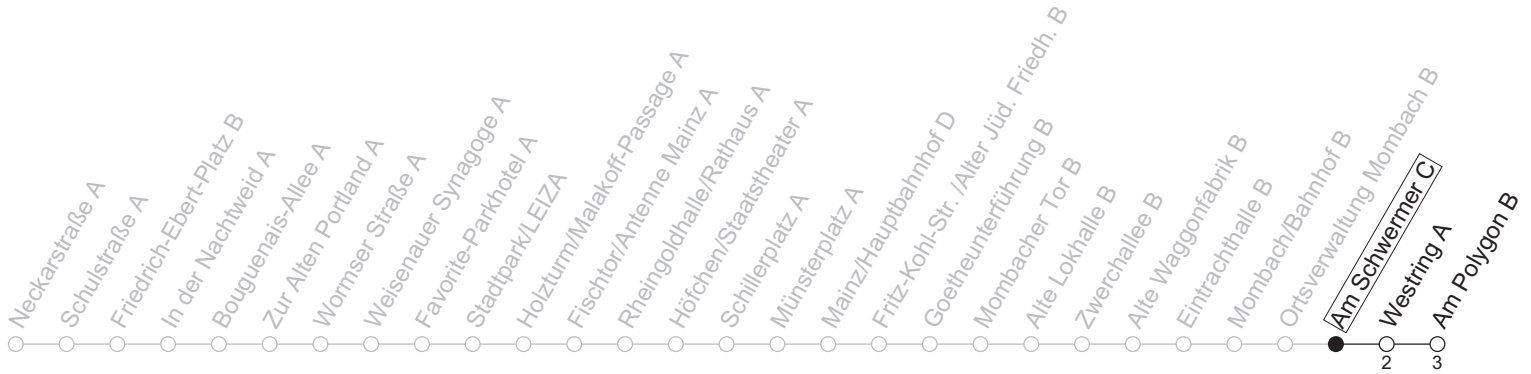 Neckarstraße A
Schulstraße A
Friedrich-Ebert-Platz B
In der Nachtweid A
Bouguenais-Allee A
Zur Alten Portland A
Wormser Straße A
Weisenauer Synagoge A
Favorite-Parkhotel A
Stadtpark/LEIZA
Holzturm/Malakoff-Passage A
Fischtor/Antenne Mainz A
Rheingoldhalle/Rathaus A
Höfchen/Staatstheater A
Schillerplatz A
Münsterplatz A
Mainz/Hauptbahnhof D
Fritz-Kohl-Str. /Alter Jüd. Friedh. B
Goetheunterführung B
Mombacher Tor B
Alte Lokhalle B
Zwerchallee B
Alte Waggonfabrik B
Eintrachthalle B
Mombach/Bahnhof B
Ortsverwaltung Mombach B
Am Schwermer C
Westring A
Am Polygon B
2
3